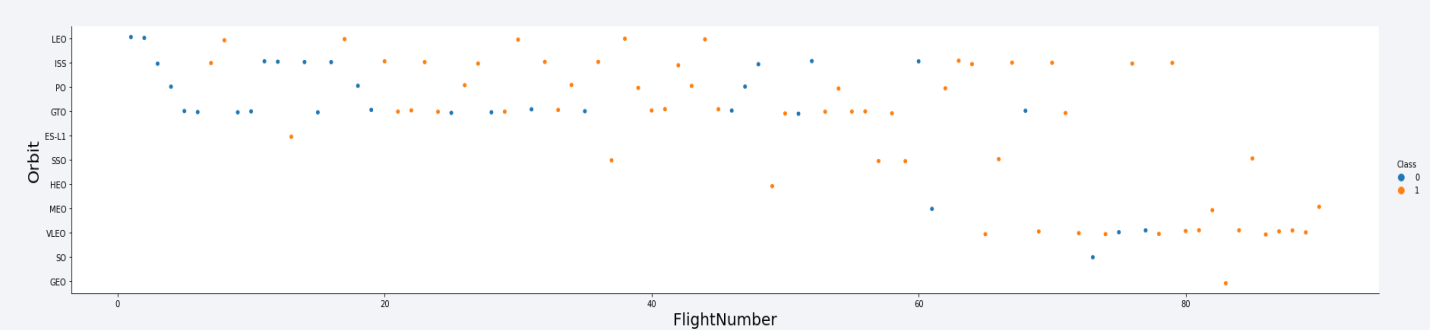 Orbit
LEO
ISS
PO
GTO
ES-L1
SSO
HEO
MEO
VLEO
SO
GEO
0 20 40 60 80
FlightNumber
Class
0
1